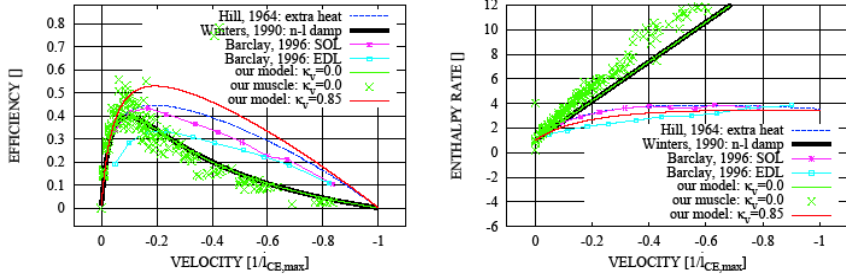 0.8
0.7
0.6
0.5
0.4
0.3
0.2
0.1
0
EFFICIENCY []
Hill, 1964: extra heat
Winters, 1990: n-l damp
Barclay, 1996: SOL
Barclay, 1996: EDL
our model: κv=0.0
our muscle: κv=0.0
our model: κv=0.85
0 -0.2 -0.4 -0.6 -0.8 -1
VELOCITY [1/l̇CE,max]
12
10
8
6
4
2
0
-2
-4
-6
ENTHALPY RATE []
Hill, 1964: extra heat
Winters, 1990: n-l damp
Barclay, 1996: SOL
Barclay, 1996: EDL
our model: κv=0.0
our muscle: κv=0.0
our model: κv=0.85
0 -0.2 -0.4 -0.6 -0.8 -1
VELOCITY [1/l̇CE,max]